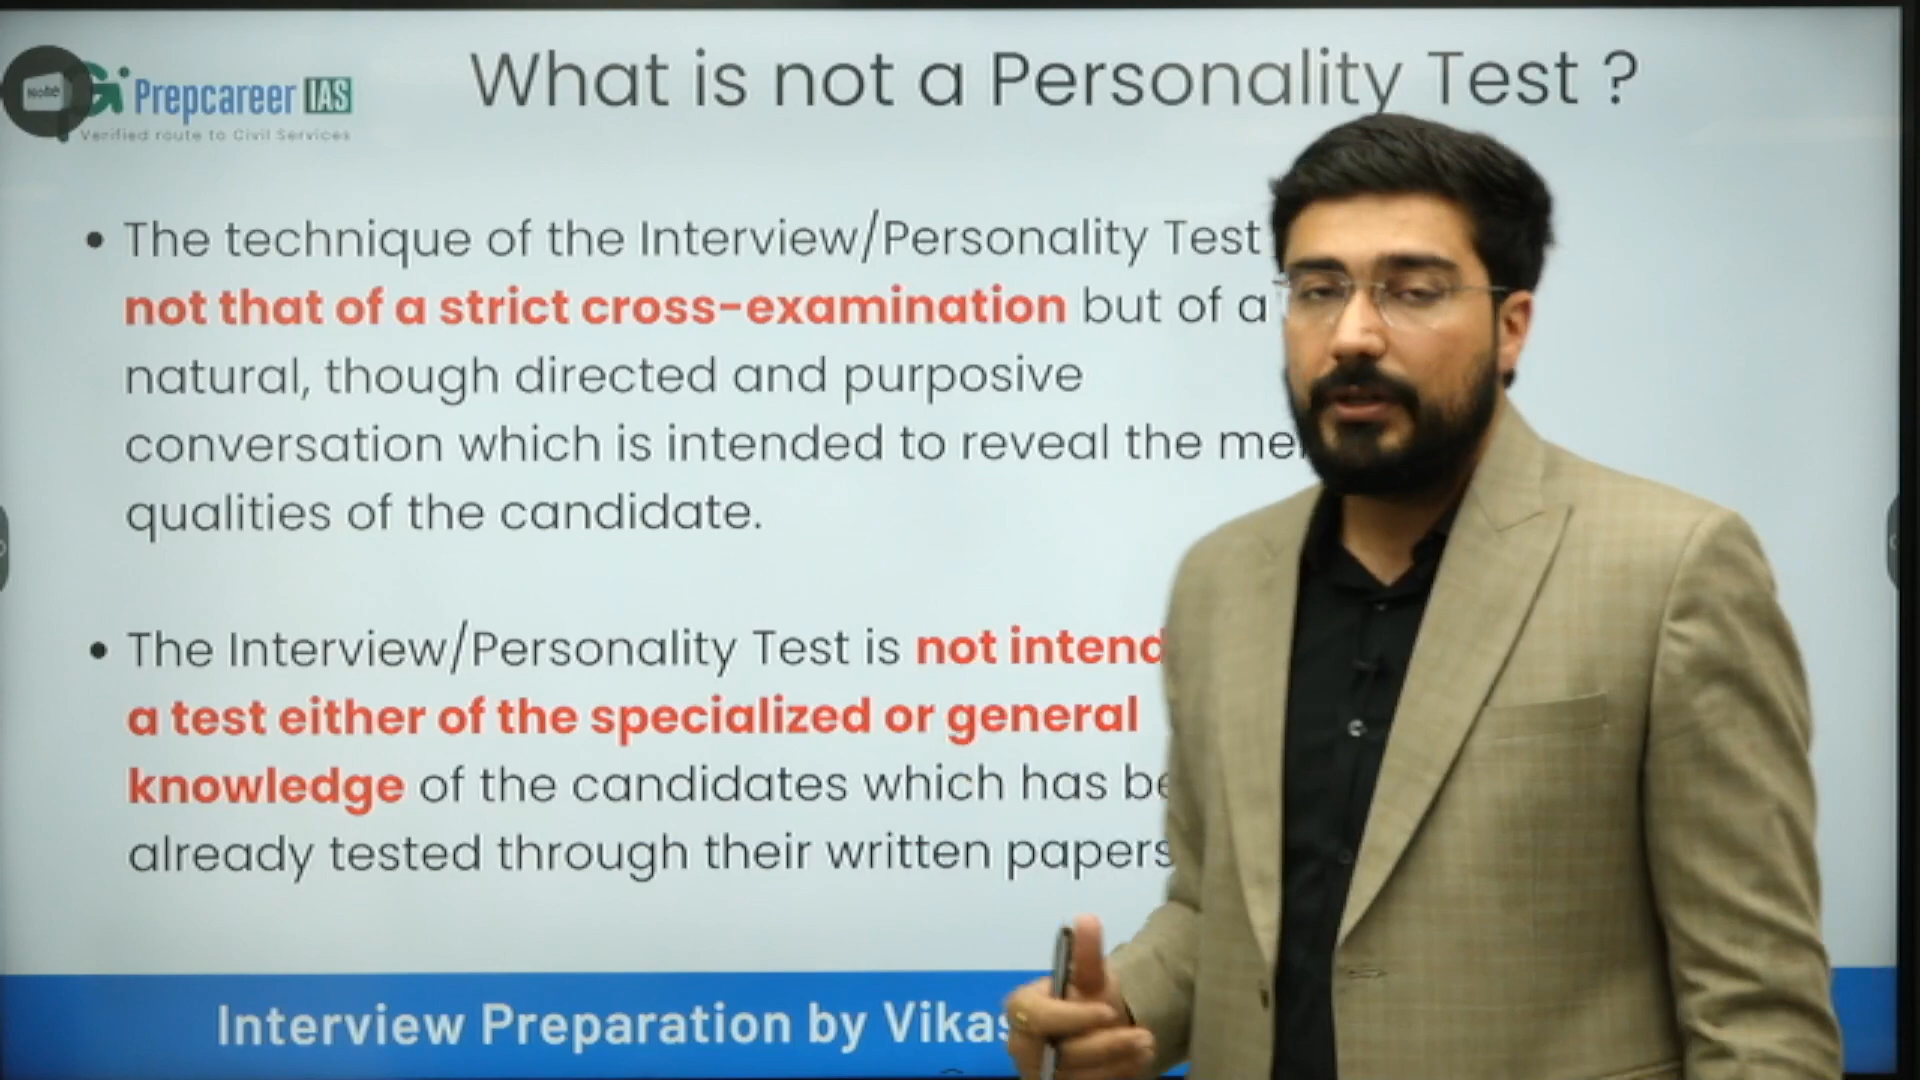 Note
Prepcareer IAS
Verified route to Civil Services
What is not a Personality Test ?
• The technique of the Interview/Personality Test
not that of a strict cross-examination but of a
natural, though directed and purposive
conversation which is intended to reveal the
qualities of the candidate.
• The Interview/Personality Test is not
a test either of the specialized or general
knowledge of the candidates which has
already tested through their written papers
Interview Preparation by Vikas